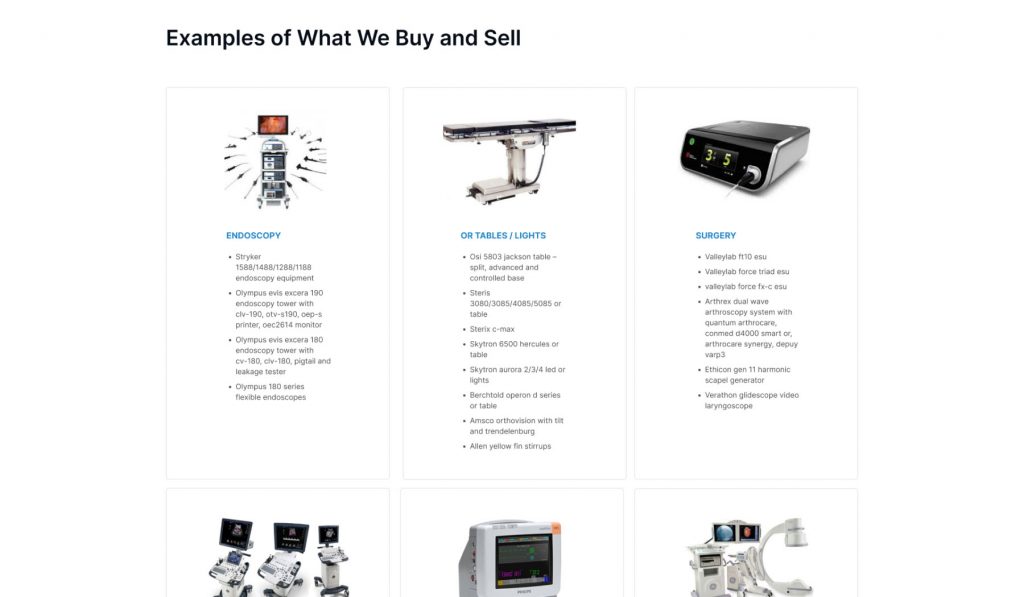 Examples of What We Buy and Sell
ENDOSCOPY
• Stryker
1588/1488/1288/1188
endoscopy equipment
• Olympus evis excera 190
endoscopy tower with
clv-190, otv-s190, oep-s
printer, oec2614 monitor
• Olympus evis excera 180
endoscopy tower with
cv-180, clv-180, pigtail and
leakage tester
• Olympus 180 series
flexible endoscopes
OR TABLES / LIGHTS
• Osi 5803 jackson table –
split, advanced and
controlled base
• Steris
3080/3085/4085/5085 or
table
• Sterix c-max
• Skytron 6500 hercules or
table
• Skytron aurora 2/3/4 led or
lights
• Berchtold operon d series
or table
• Amsco orthovision with tilt
and trendelenburg
• Allen yellow fin stirrups
SURGERY
• Valleylab ft10 esu
• Valleylab force triad esu
• valleylab force fx-c esu
• Arthrex dual wave
arthroscopy system with
quantum arthrocare,
conmed d4000 smart or,
arthrocare synergy, depuy
varp3
• Ethicon gen 11 harmonic
scapel generator
• Verathon glidescope video
laryngoscope
3: 5
PHILIPS